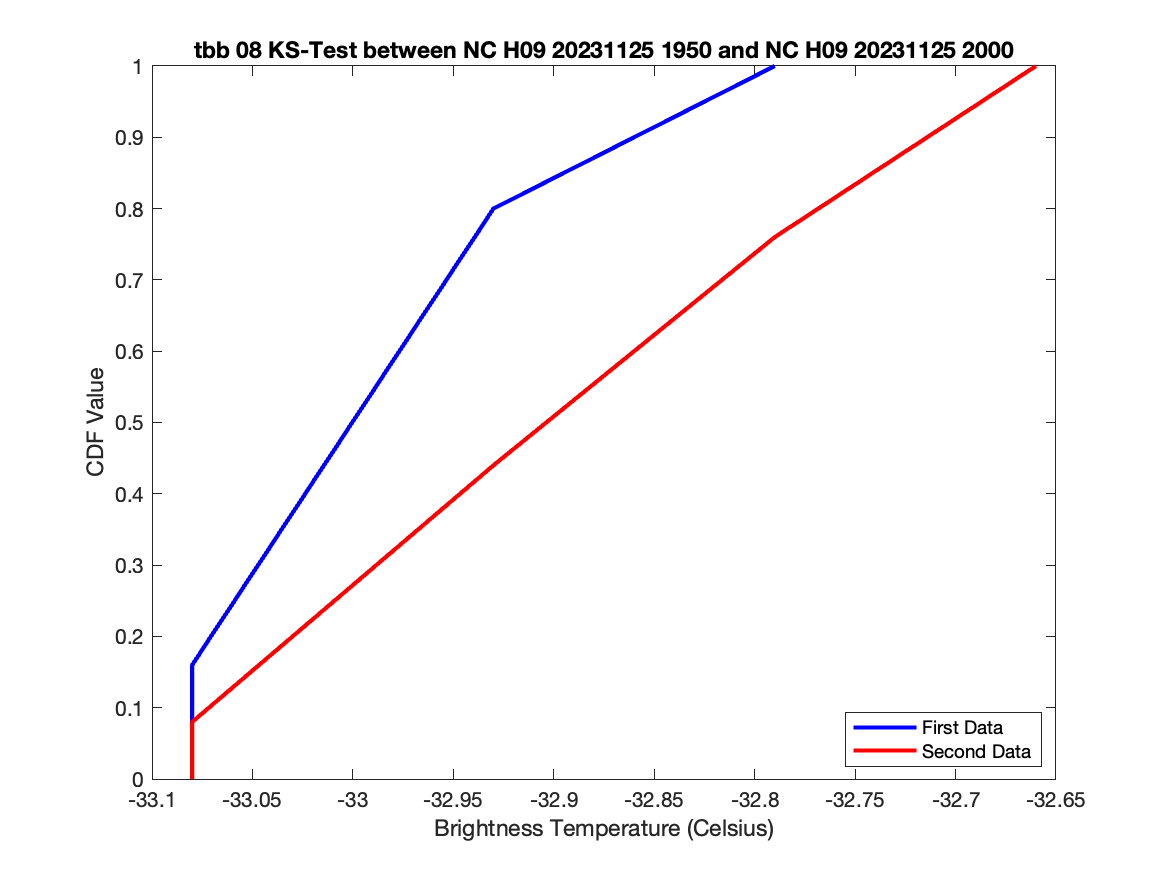 tbb 08 KS-Test between NC H09 20231125 1950 and NC H09 20231125 2000
1
0.9
0.8
0.7
0.6
0.5
0.4
0.3
0.2
0.1
0
CDF Value
First Data
Second Data
-33.1 -33.05 -33 -32.95 -32.9 -32.85 -32.8 -32.75 -32.7 -32.65
Brightness Temperature (Celsius)